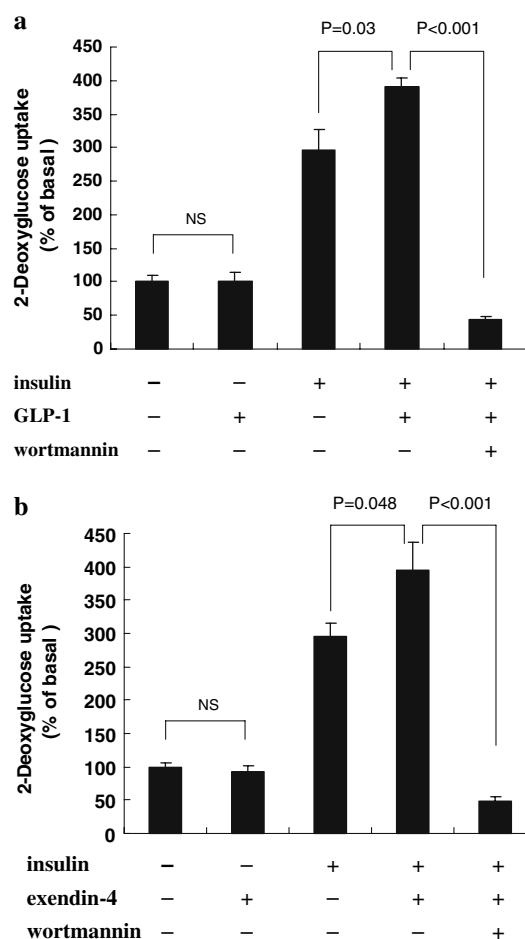 a
P=0.03 P<0.001
2-Deoxyglucose uptake
(% of basal )
450
400
350
300
250
200
150
100
50
0
NS
insulin – – + + +
GLP-1 – + – + +
wortmannin – – – – +
b
P=0.048 P<0.001
2-Deoxyglucose uptake
(% of basal )
450
400
350
300
250
200
150
100
50
0
NS
insulin – – + + +
exendin-4 – + – + +
wortmannin – – – – +